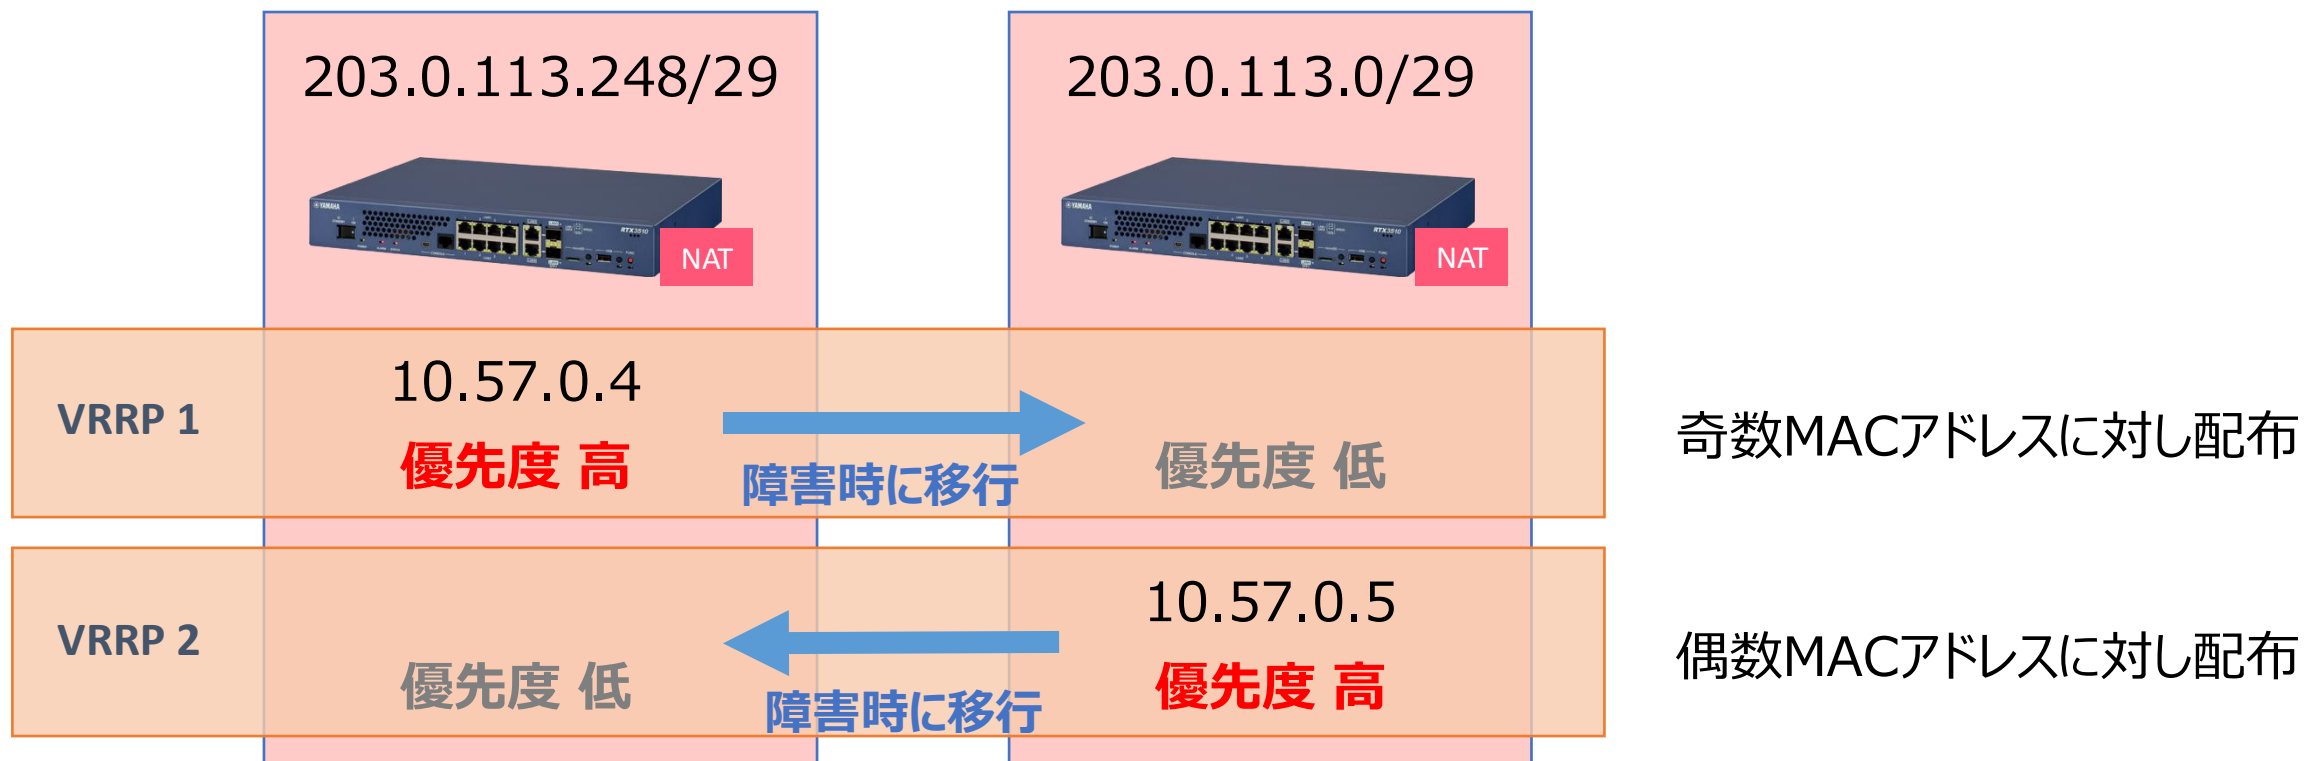 203.0.113.248/29
203.0.113.0/29
YAMAHA
RTX3510
NAT
YAMAHA
RTX3510
NAT
VRRP 1
10.57.0.4
優先度 高
障害時に移行
優先度 低
奇数MACアドレスに対し配布
VRRP 2
優先度 低
障害時に移行
10.57.0.5
優先度 高
偶数MACアドレスに対し配布